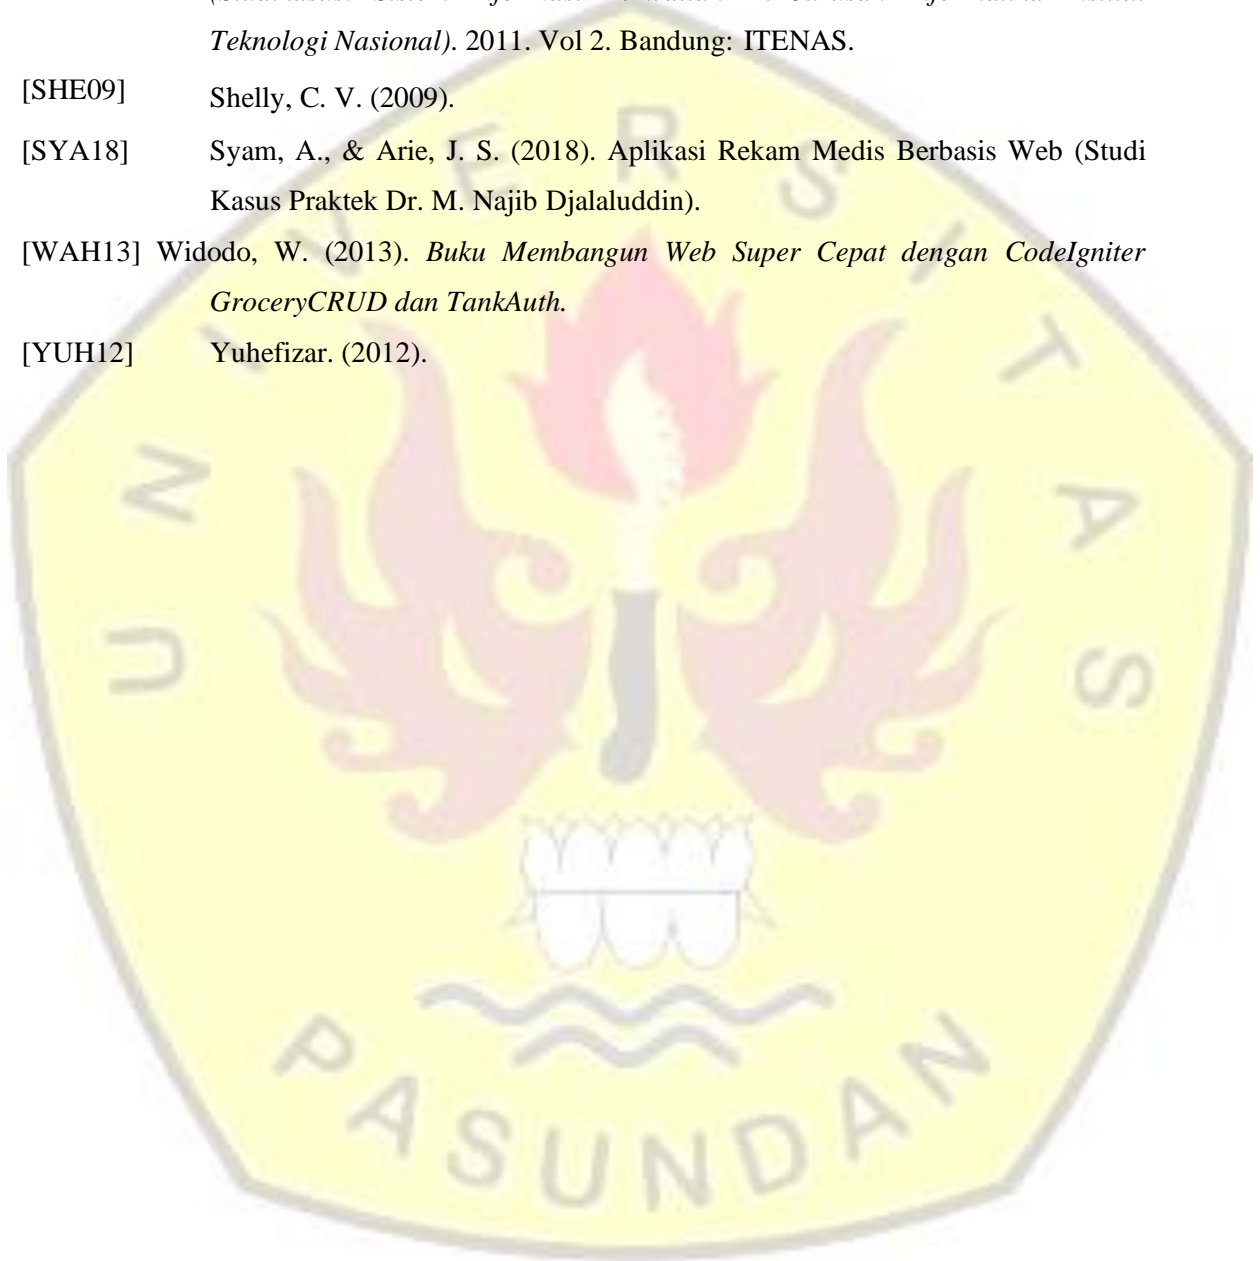 Teknologi Nasional). 2011. Vol 2. Bandung: ITENAS.
[SHE09] Shelly, C. V. (2009).
[SYA18] Syam, A., & Arie, J. S. (2018). Aplikasi Rekam Medis Berbasis Web (Studi
Kasus Praktek Dr. M. Najib Djalaluddin).
[WAH13] Widodo, W. (2013). Buku Membangun Web Super Cepat dengan CodeIgniter
GroceryCRUD dan TankAuth.
[YUH12] Yuhefizar. (2012).
UNIVERSITAS
PASUNDAN